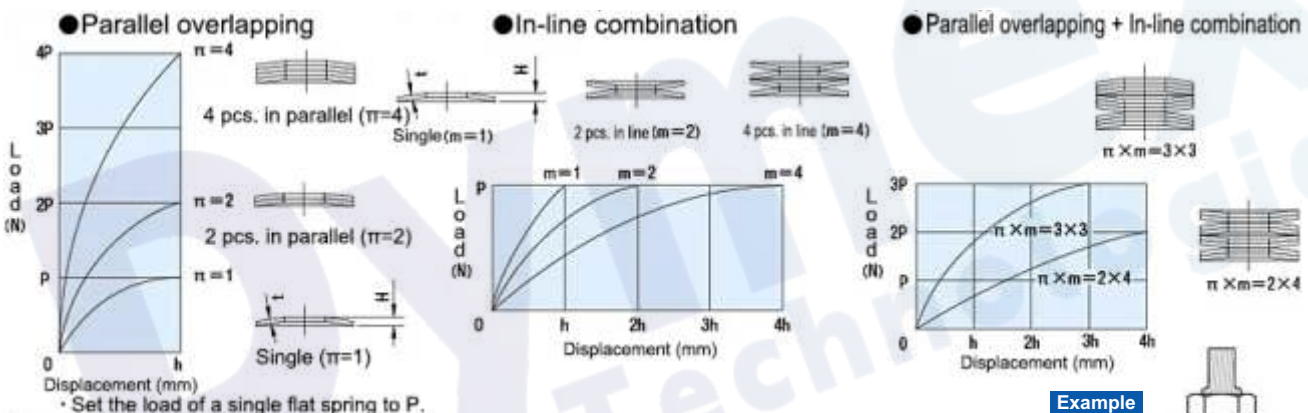 ●Parallel overlapping
4P
3P
2P
P
0
Load
(N)
h
Displacement (mm)
π=4
4 pcs. in parallel (π=4)
π=2
2 pcs. in parallel (π=2)
π=1
t
H
Single (π=1)
・Set the load of a single flat spring to P.
●In-line combination
t
H
Single(m=1)
2 pcs. in line(m=2)
4 pcs. in line(m=4)
m=1
m=2
m=4
P
Load
(N)
0
h
2h
3h
4h
Displacement (mm)
●Parallel overlapping + In-line combination
π×m=3×3
3P
2P
P
Load
(N)
π×m=3×3
π×m=2×4
0
h
2h
3h
4h
Displacement (mm)
π×m=2×4
Example